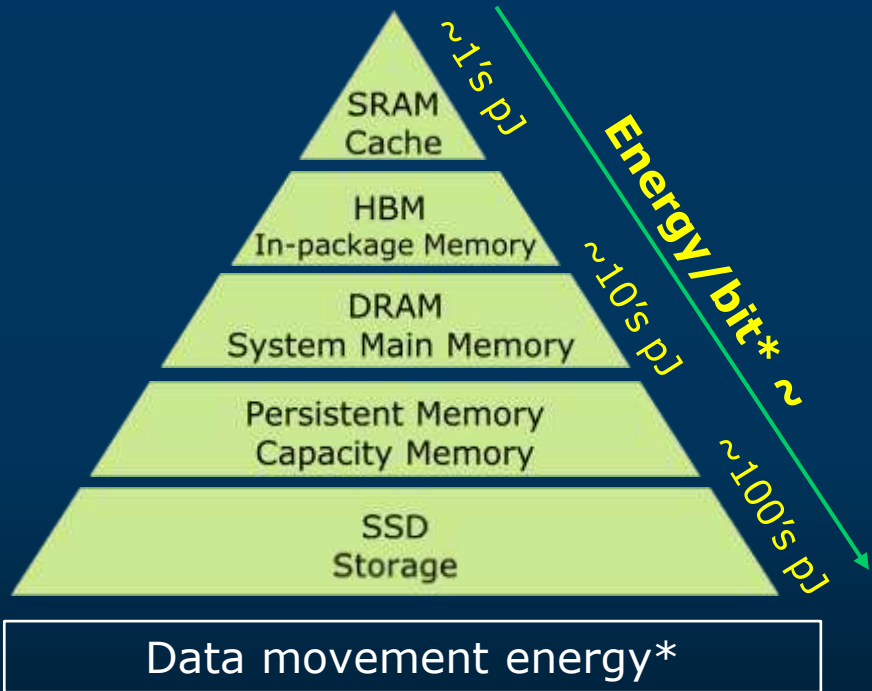 SRAM
Cache
~1's pJ
Energy/bit* ~
HBM
In-package Memory
~10's pJ
DRAM
System Main Memory
Persistent Memory
Capacity Memory
~100's pJ
SSD
Storage
Data movement energy*